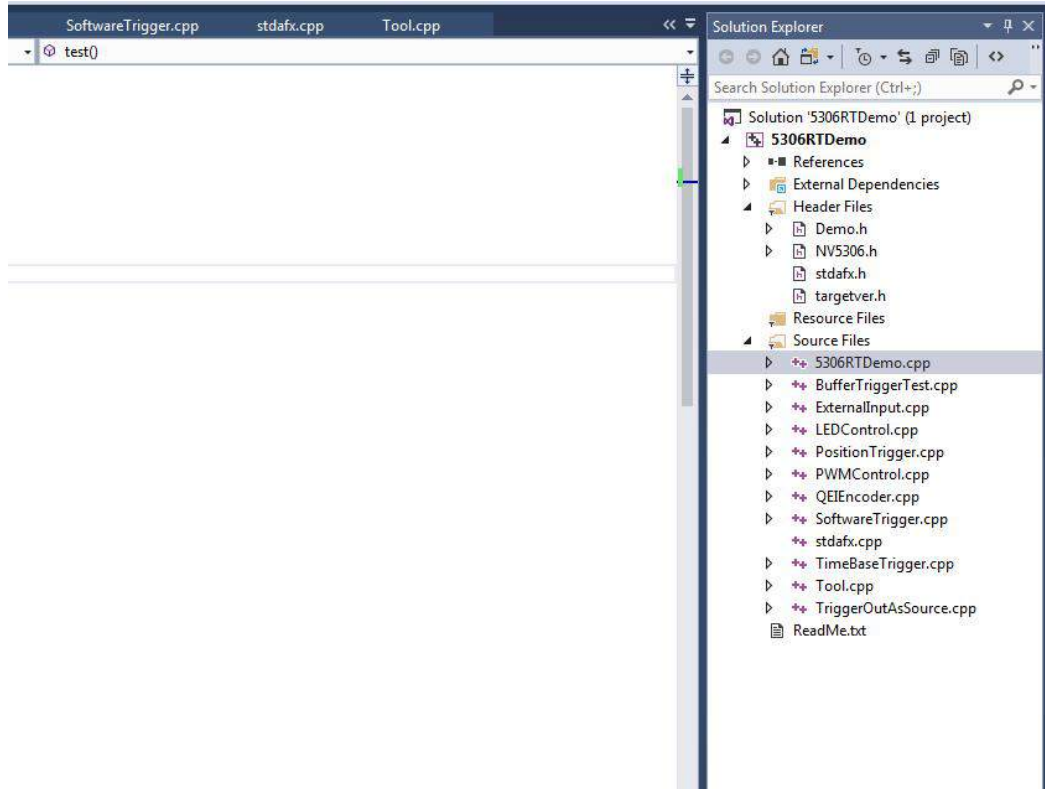 SoftwareTrigger.cpp stdafx.cpp Tool.cpp
test()
Solution Explorer
Search Solution Explorer (Ctrl+;)
Solution '5306RTDemo' (1 project)
5306RTDemo
References
External Dependencies
Header Files
Demo.h
NV5306.h
stdafx.h
targetver.h
Resource Files
Source Files
5306RTDemo.cpp
BufferTriggerTest.cpp
ExternalInput.cpp
LEDControl.cpp
PositionTrigger.cpp
PWMControl.cpp
QEIEncoder.cpp
SoftwareTrigger.cpp
stdafx.cpp
TimeBaseTrigger.cpp
Tool.cpp
TriggerOutAsSource.cpp
ReadMe.txt